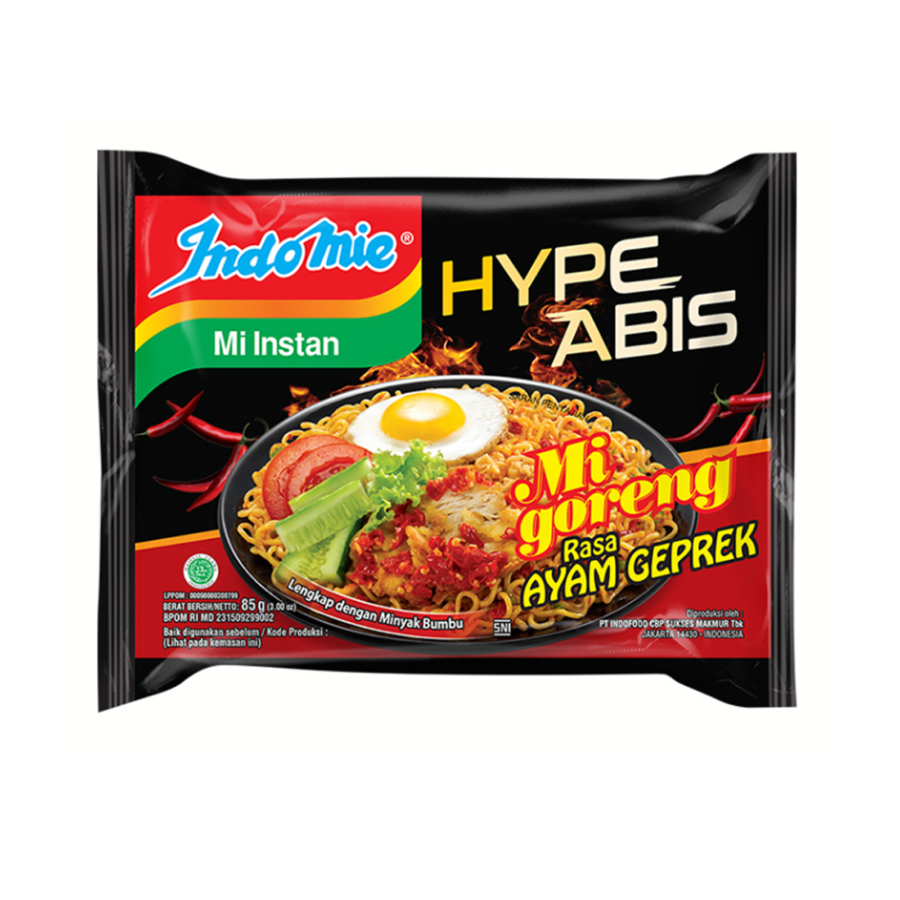 Indomie®
Mi Instan
HYPE
ABIS
SARAN PENYAJIAN
Mi
goreng
Rasa
AYAM GEPREK
Lengkap dengan Minyak Bumbu
SNI
LPPOM : 00090000300799
BERAT BERSIH/NETTO: 85 g (3.00 oz)
BPOM RI MD 231509299002
Baik digunakan sebelum / Kode Produksi :
(Lihat pada kemasan ini)
Diproduksi oleh :
PT INDOFOOD CBP SUKSES MAKMUR Tbk
JAKARTA 14430 - INDONESIA